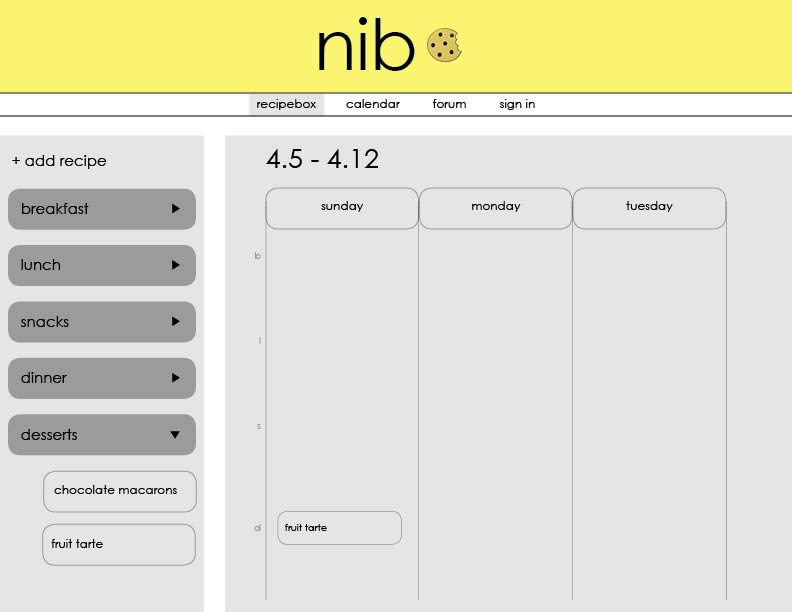 nib
recipebox calendar forum sign in
+ add recipe
breakfast
lunch
snacks
dinner
desserts
chocolate macarons
fruit tarte
4.5 - 4.12
sunday monday tuesday
b
l
s
d
fruit tarte